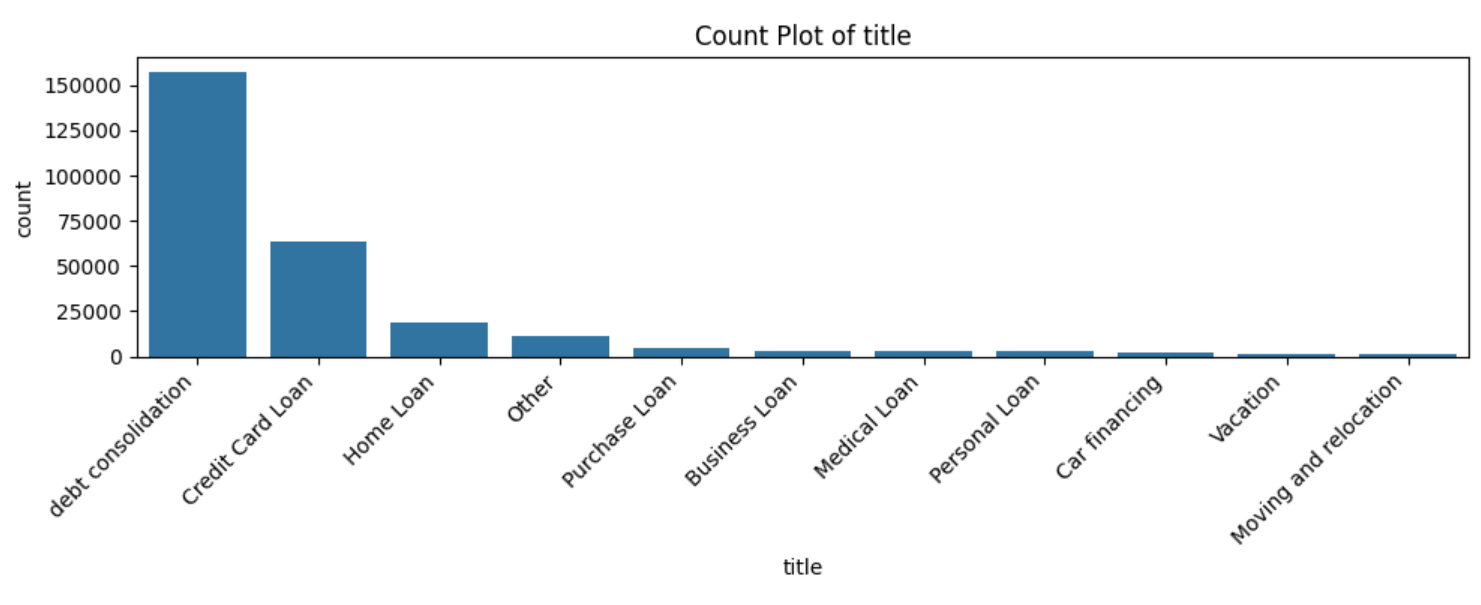 Count Plot of title
count
150000
125000
100000
75000
50000
25000
0
debt consolidation
Credit Card Loan
Home Loan
Other
Purchase Loan
Business Loan
Medical Loan
Personal Loan
Car financing
Vacation
Moving and relocation
title